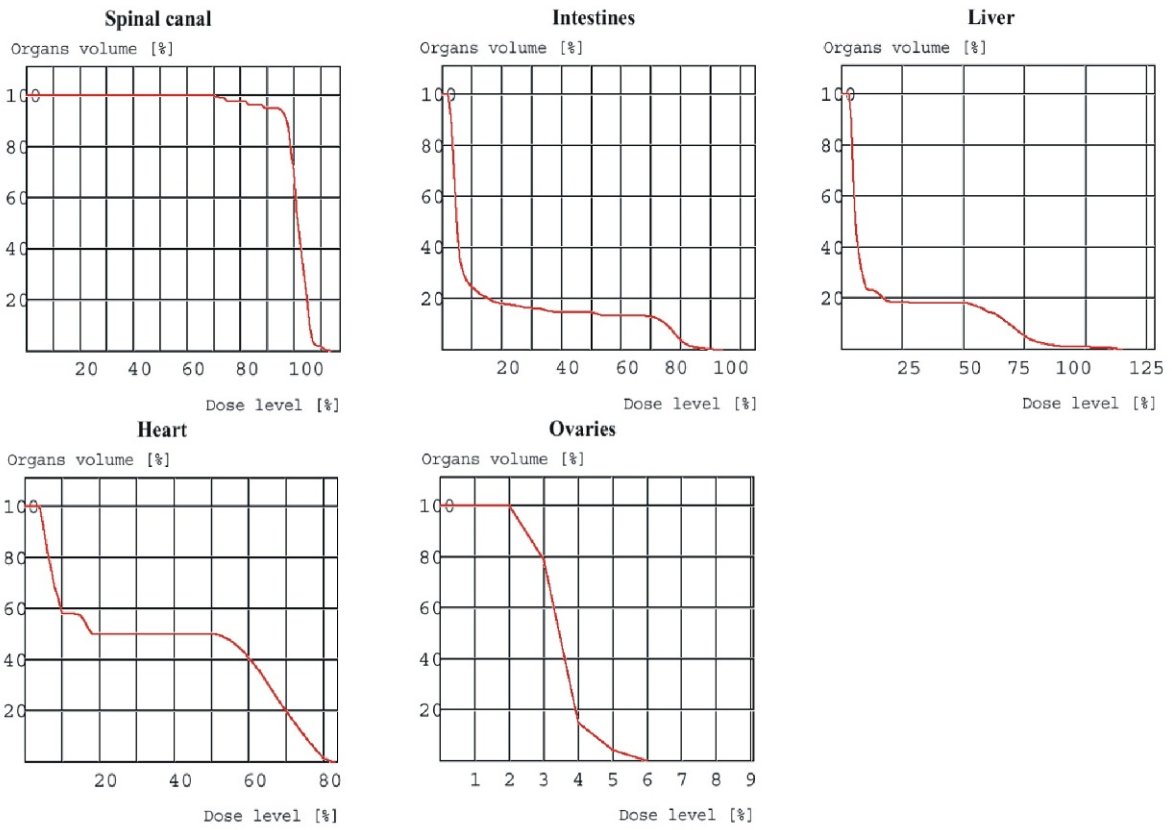 Spinal canal
Organs volume [%]
100
80
60
40
20
20 40 60 80 100
Dose level [%]
Intestines
Organs volume [%]
100
80
60
40
20
20 40 60 80 100
Dose level [%]
Liver
Organs volume [%]
100
80
60
40
20
25 50 75 100 125
Dose level [%]
Heart
Organs volume [%]
100
80
60
40
20
20 40 60 80
Dose level [%]
Ovaries
Organs volume [%]
100
80
60
40
20
1 2 3 4 5 6 7 8 9
Dose level [%]